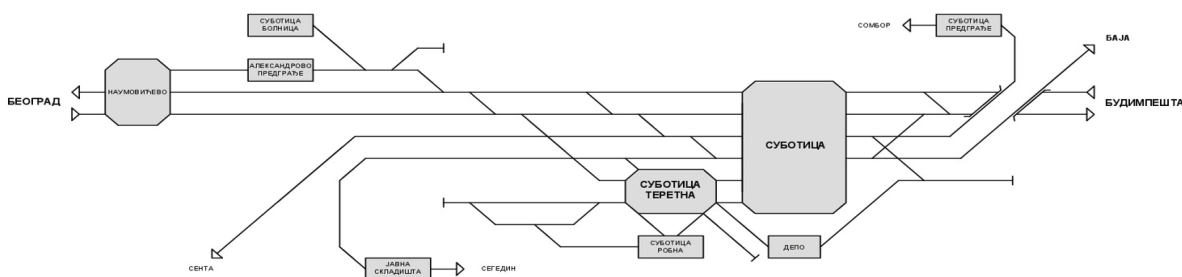 СУБОТИЦА
БОЛНИЦА
СОМБОР
СУБОТИЦА
ПРЕДГРАЂЕ
БАЈА
АЛЕКСАНДРОВО
ПРЕДГРАЂЕ
НАУМОВИЋЕВО
БЕОГРАД
БУДИМПЕШТА
СУБОТИЦА
СУБОТИЦА
ТЕРЕТНА
СУБОТИЦА
РОБНА
ДЕПО
СЕНТА
ЈАВНА
СКЛАДИШТА
СЕГЕДИН